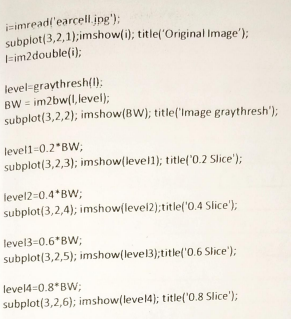 i=imread('earcell.jpg');
subplot(3,2,1);imshow(i); title('Original Image');
I=im2double(i);
level=graythresh(I);
BW = im2bw(I,level);
subplot(3,2,2); imshow(BW); title('Image graythresh');
level1=0.2*BW;
subplot(3,2,3); imshow(level1); title('0.2 Slice');
level2=0.4*BW;
subplot(3,2,4); imshow(level2);title('0.4 Slice');
level3=0.6*BW;
subplot(3,2,5); imshow(level3);title('0.6 Slice');
level4=0.8*BW;
subplot(3,2,6); imshow(level4); title('0.8 Slice');